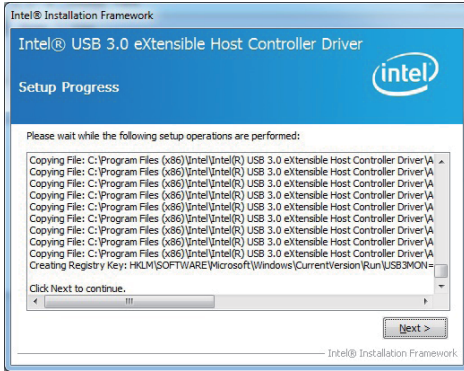 Intel® Installation Framework
Intel® USB 3.0 eXtensible Host Controller Driver
intel
Setup Progress
Please wait while the following setup operations are performed:
Copying File: C:\Program Files (x86)\Intel\Intel(R) USB 3.0 eXtensible Host Controller Driver\A
Copying File: C:\Program Files (x86)\Intel\Intel(R) USB 3.0 eXtensible Host Controller Driver\A
Copying File: C:\Program Files (x86)\Intel\Intel(R) USB 3.0 eXtensible Host Controller Driver\A
Copying File: C:\Program Files (x86)\Intel\Intel(R) USB 3.0 eXtensible Host Controller Driver\A
Copying File: C:\Program Files (x86)\Intel\Intel(R) USB 3.0 eXtensible Host Controller Driver\A
Copying File: C:\Program Files (x86)\Intel\Intel(R) USB 3.0 eXtensible Host Controller Driver\A
Copying File: C:\Program Files (x86)\Intel\Intel(R) USB 3.0 eXtensible Host Controller Driver\A
Copying File: C:\Program Files (x86)\Intel\Intel(R) USB 3.0 eXtensible Host Controller Driver\A
Copying File: C:\Program Files (x86)\Intel\Intel(R) USB 3.0 eXtensible Host Controller Driver\A
Creating Registry Key: HKLM\SOFTWARE\Microsoft\Windows\CurrentVersion\Run\USB3MON=
Click Next to continue.
Next >
Intel® Installation Framework